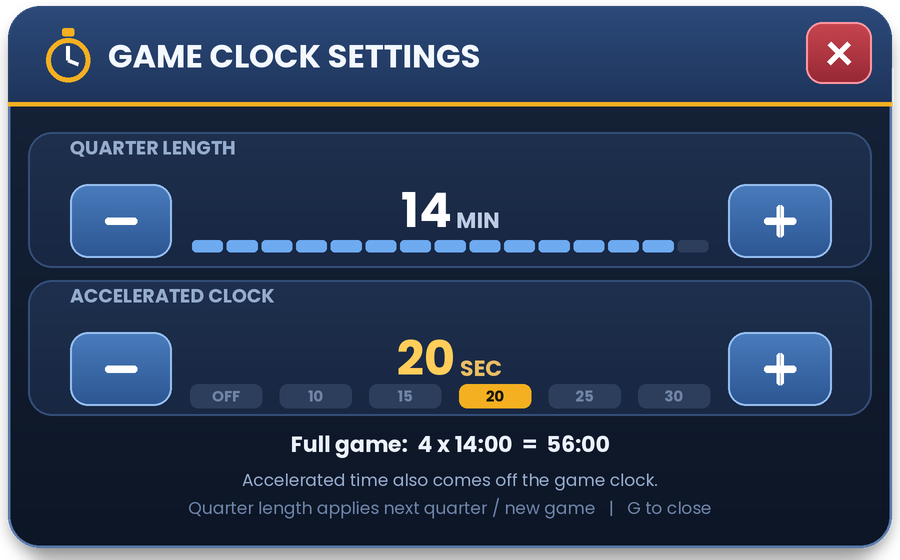 GAME CLOCK SETTINGS
QUARTER LENGTH
14 MIN
ACCELERATED CLOCK
20 SEC
OFF 10 15 20 25 30
Full game: 4 x 14:00 = 56:00
Accelerated time also comes off the game clock.
Quarter length applies next quarter / new game | G to close